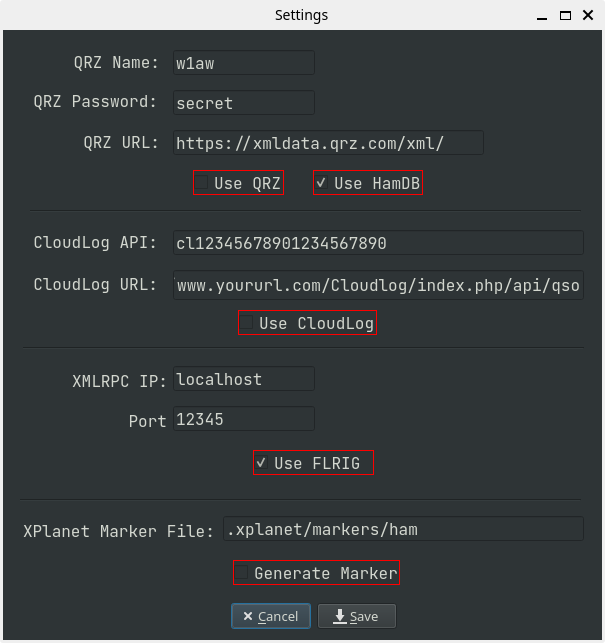 Settings
QRZ Name: w1aw
QRZ Password: secret
QRZ URL: https://xmldata.qrz.com/xml/
Use QRZ Use HamDB
CloudLog API: cl12345678901234567890
CloudLog URL: www.yoururl.com/Cloudlog/index.php/api/qso
Use CloudLog
XMLRPC IP: localhost
Port 12345
Use FLRIG
XPlanet Marker File: .xplanet/markers/ham
Generate Marker
Cancel Save